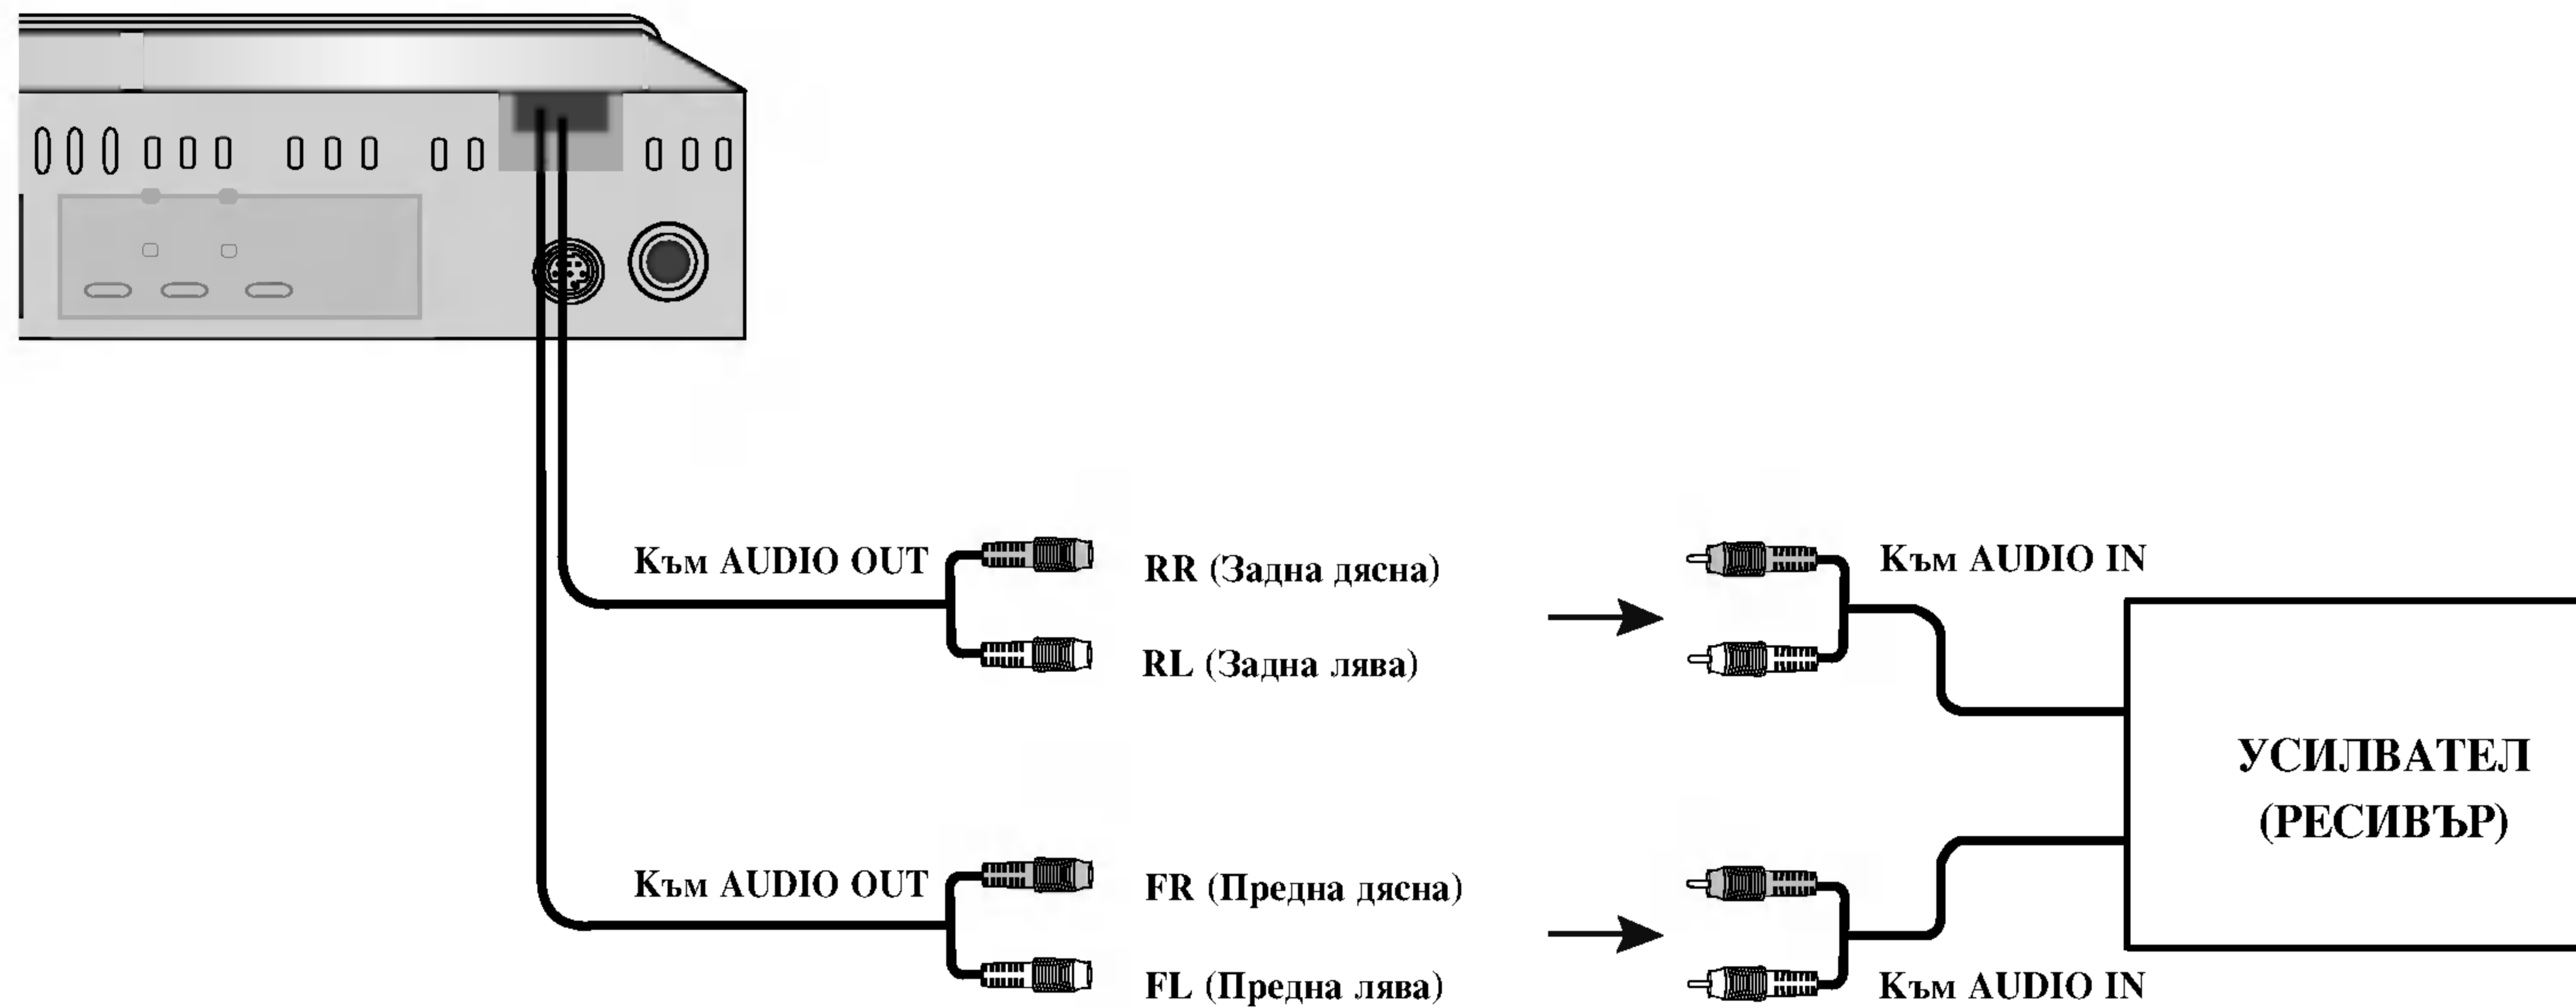 Към AUDIO OUT
RR (Задна дясна)
RL (Задна лява)
Към AUDIO IN
УСИЛВАТЕЛ
(РЕСИВЪР)
Към AUDIO OUT
FR (Предна дясна)
FL (Предна лява)
Към AUDIO IN